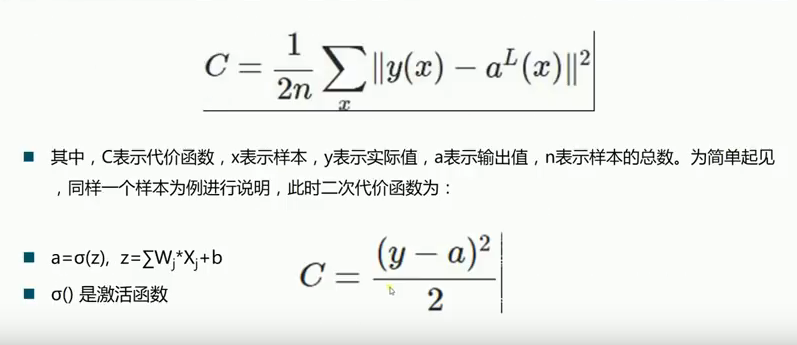 C = \frac{1}{2n} \sum_{x} \|y(x) - a^L(x)\|^2
其中，C表示代价函数，x表示样本，y表示实际值，a表示输出值，n表示样本的总数。为简单起见
，同样一个样本为例进行说明，此时二次代价函数为：
a=σ(z), z=∑W_j*X_j+b
C = \frac{(y - a)^2}{2}
σ() 是激活函数